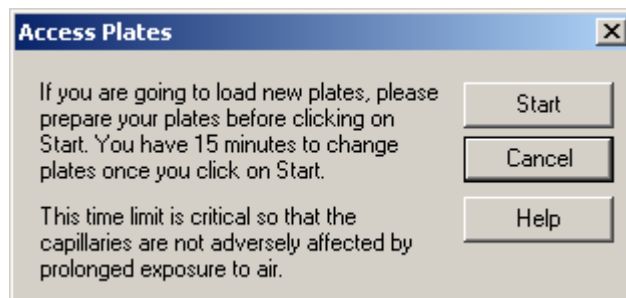 Access Plates
If you are going to load new plates, please
prepare your plates before clicking on
Start. You have 15 minutes to change
plates once you click on Start.
This time limit is critical so that the
capillaries are not adversely affected by
prolonged exposure to air.
Start
Cancel
Help